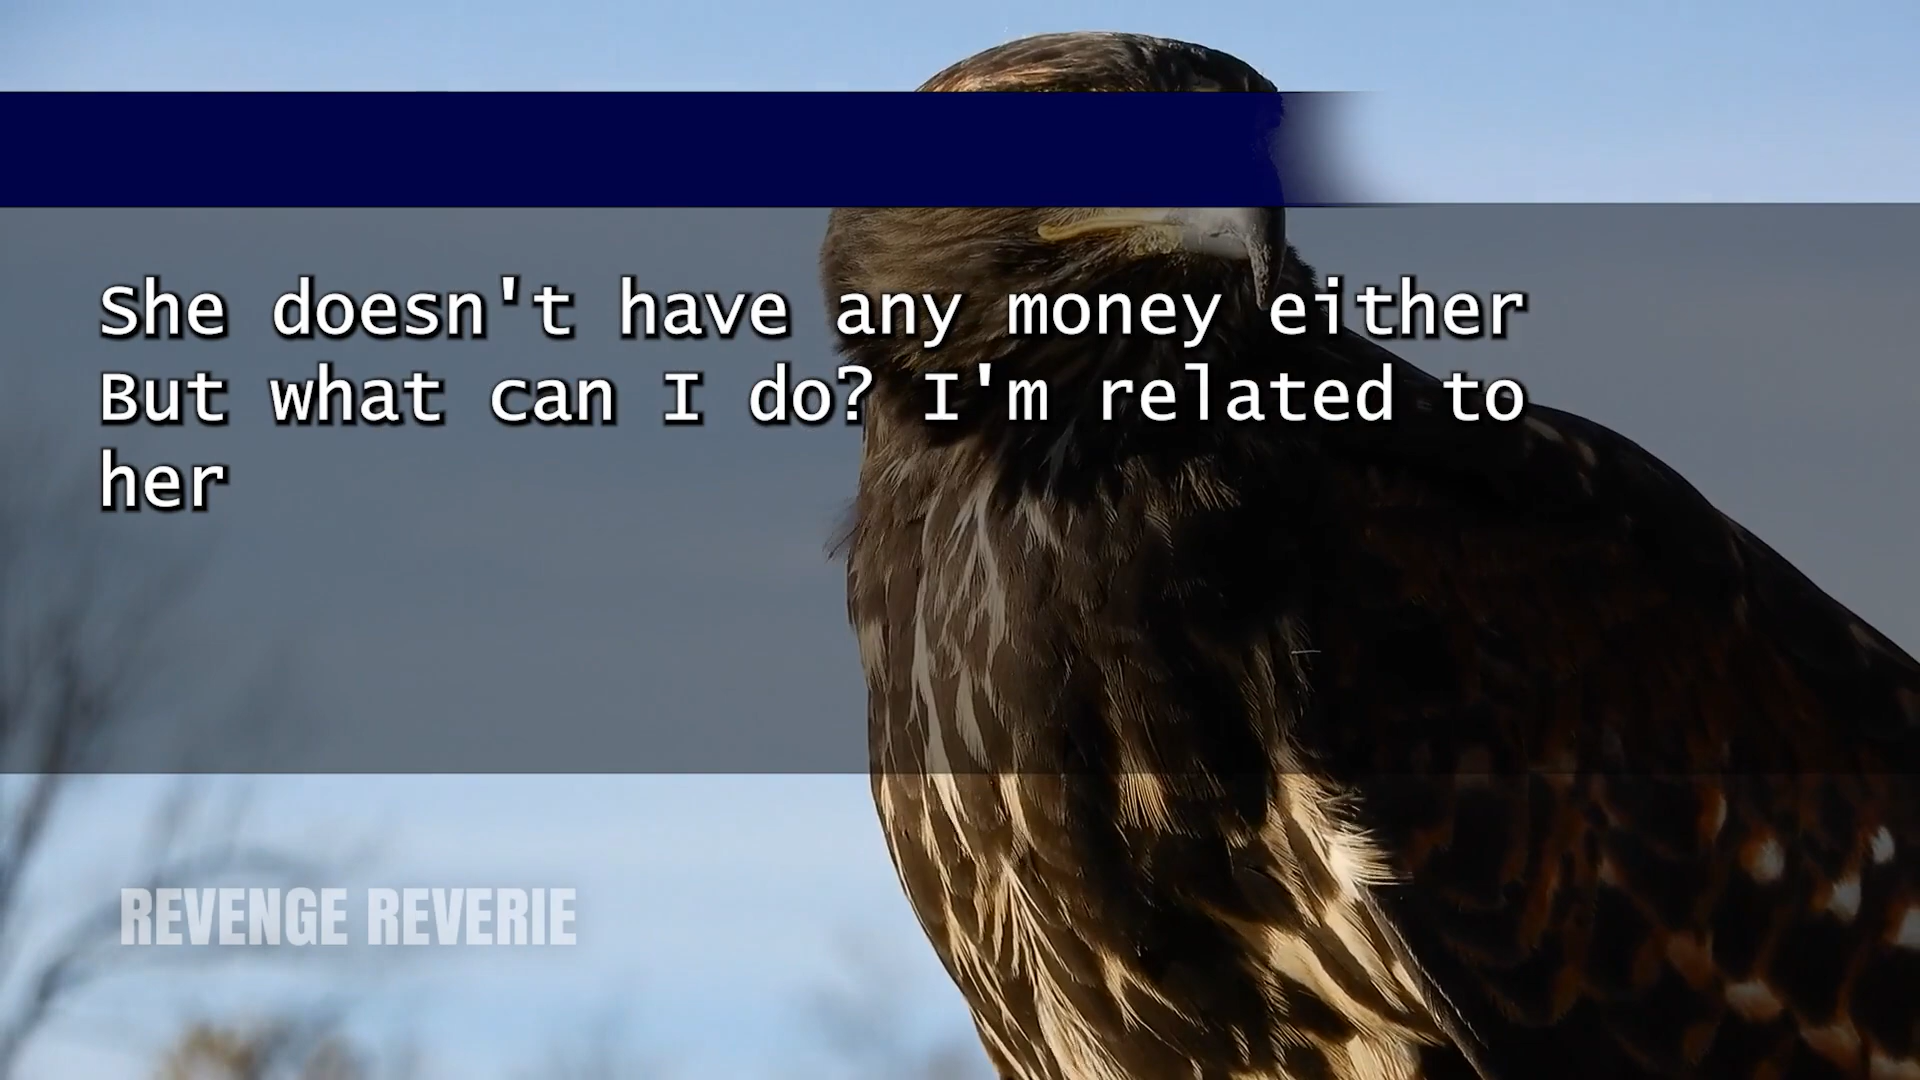 She doesn't have any money either
But what can I do? I'm related to
her
REVENGE REVERIE